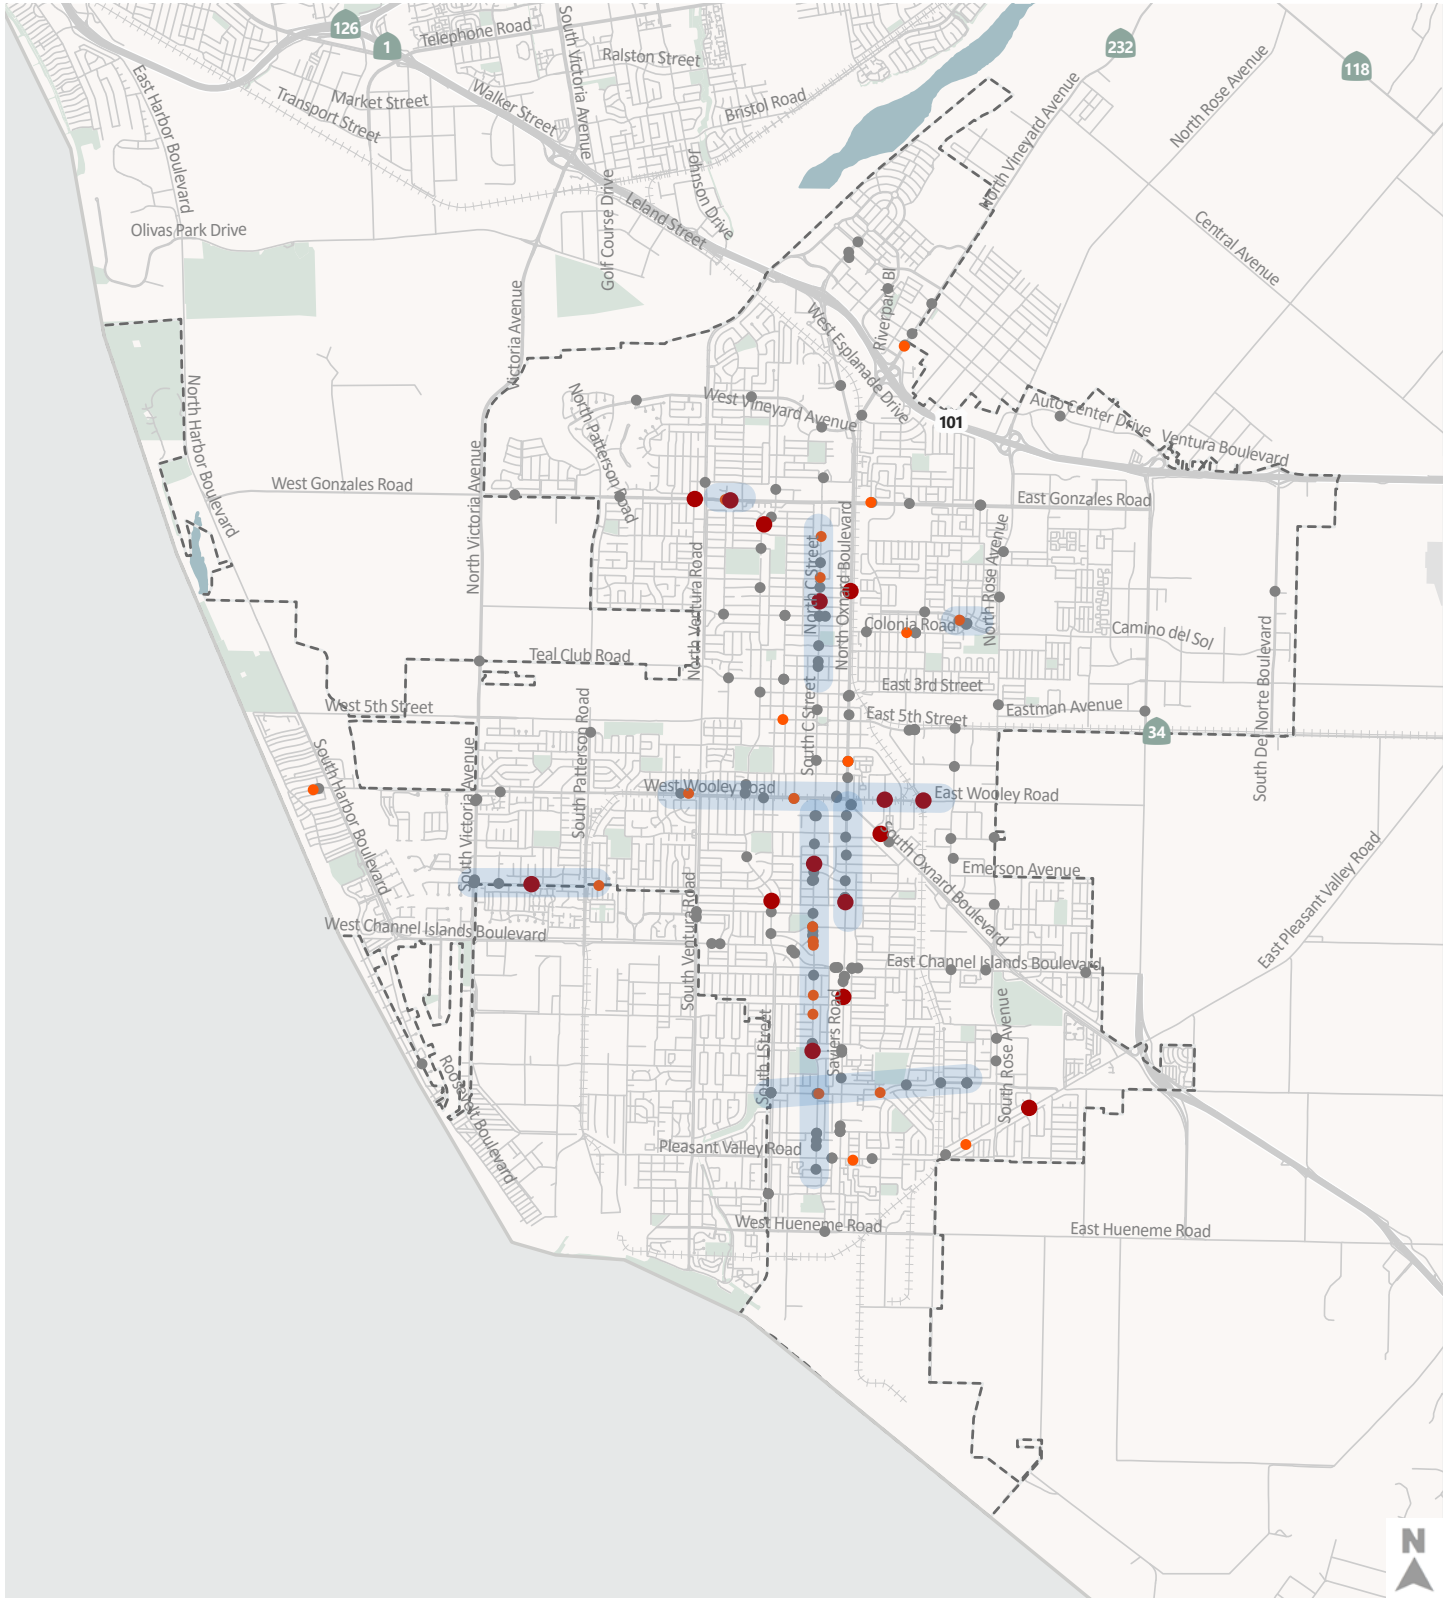 126
1
Telephone Road
South Victoria Avenue
Ralston Street
232
118
East Harbor Boulevard
Market Street
Transport Street
Walker Street
Bristol Road
North Vineyard Avenue
North Rose Avenue
Johnson Drive
Golf Course Drive
Leland Street
Olivas Park Drive
Central Avenue
Victoria Avenue
Riverpark Bl
West Esplanade Drive
North Harbor Boulevard
North Patterson Road
West Vineyard Avenue
101
Auto Center Drive
Ventura Boulevard
West Gonzales Road
East Gonzales Road
North Victoria Avenue
North Ventura Road
North C Street
North Oxnard Boulevard
North Rose Avenue
Colonia Road
Camino del Sol
Teal Club Road
East 3rd Street
South Del Norte Boulevard
West 5th Street
South C Street
East 5th Street
Eastman Avenue
34
South Harbor Boulevard
South Victoria Avenue
South Patterson Road
West Wooley Road
East Wooley Road
South Oxnard Boulevard
Emerson Avenue
East Pleasant Valley Road
West Channel Islands Boulevard
South Ventura Road
East Channel Islands Boulevard
South J Street
Saviers Road
South Rose Avenue
Roosevelt Boulevard
Pleasant Valley Road
West Hueneme Road
East Hueneme Road
N